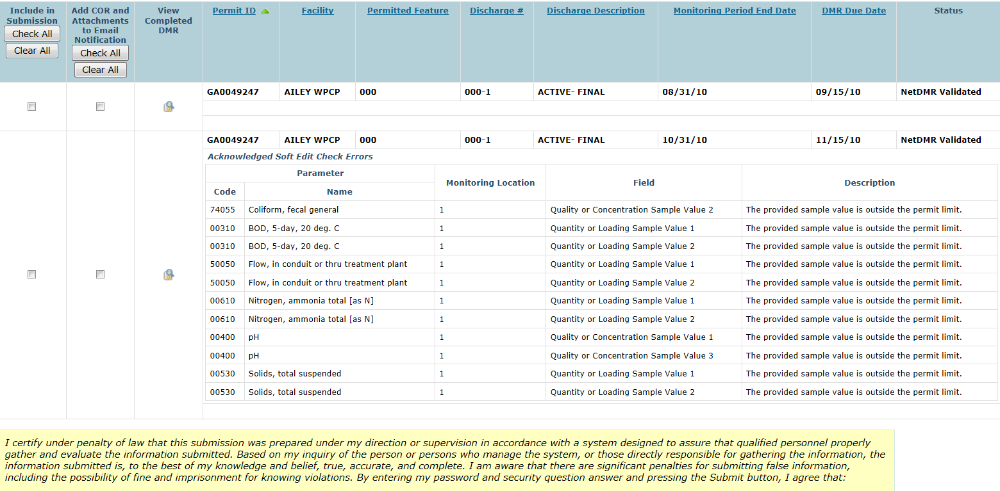 Include in Submission
Check All
Clear All
Add COR and Attachments to Email Notification
Check All
Clear All
View Completed DMR
Permit ID
Facility
Permitted Feature
Discharge #
Discharge Description
Monitoring Period End Date
DMR Due Date
Status
GA0049247 AILEY WPCP 000 000-1 ACTIVE- FINAL 08/31/10 09/15/10 NetDMR Validated
GA0049247 AILEY WPCP 000 000-1 ACTIVE- FINAL 10/31/10 11/15/10 NetDMR Validated
Acknowledged Soft Edit Check Errors
Parameter
Code Name Monitoring Location Field Description
74055 Coliform, fecal general 1 Quality or Concentration Sample Value 2 The provided sample value is outside the permit limit.
00310 BOD, 5-day, 20 deg. C 1 Quantity or Loading Sample Value 1 The provided sample value is outside the permit limit.
00310 BOD, 5-day, 20 deg. C 1 Quantity or Loading Sample Value 2 The provided sample value is outside the permit limit.
50050 Flow, in conduit or thru treatment plant 1 Quantity or Loading Sample Value 1 The provided sample value is outside the permit limit.
50050 Flow, in conduit or thru treatment plant 1 Quantity or Loading Sample Value 2 The provided sample value is outside the permit limit.
00610 Nitrogen, ammonia total [as N] 1 Quantity or Loading Sample Value 1 The provided sample value is outside the permit limit.
00610 Nitrogen, ammonia total [as N] 1 Quantity or Loading Sample Value 2 The provided sample value is outside the permit limit.
00400 pH 1 Quality or Concentration Sample Value 1 The provided sample value is outside the permit limit.
00400 pH 1 Quality or Concentration Sample Value 3 The provided sample value is outside the permit limit.
00530 Solids, total suspended 1 Quantity or Loading Sample Value 1 The provided sample value is outside the permit limit.
00530 Solids, total suspended 1 Quantity or Loading Sample Value 2 The provided sample value is outside the permit limit.
I certify under penalty of law that this submission was prepared under my direction or supervision in accordance with a system designed to assure that qualified personnel properly
gather and evaluate the information submitted. Based on my inquiry of the person or persons who manage the system, or those directly responsible for gathering the information, the
information submitted is, to the best of my knowledge and belief, true, accurate, and complete. I am aware that there are significant penalties for submitting false information,
including the possibility of fine and imprisonment for knowing violations. By entering my password and security question answer and pressing the Submit button, I agree that: